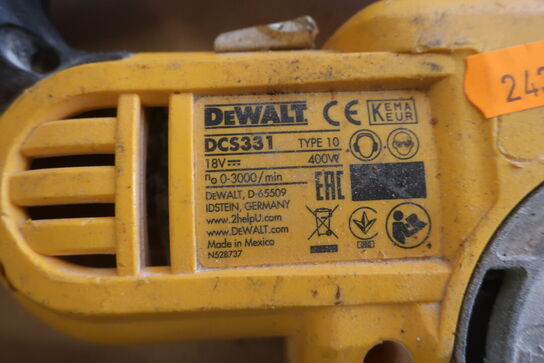 DEWALT CE KEMA KEUR
DCS331 TYPE 10
18V 400W
n₀ 0-3000/min
DEWALT, D-65509
IDSTEIN, GERMANY
www.2helpU.com
www.DEWALT.com
Made in Mexico
N528737
EAC
243